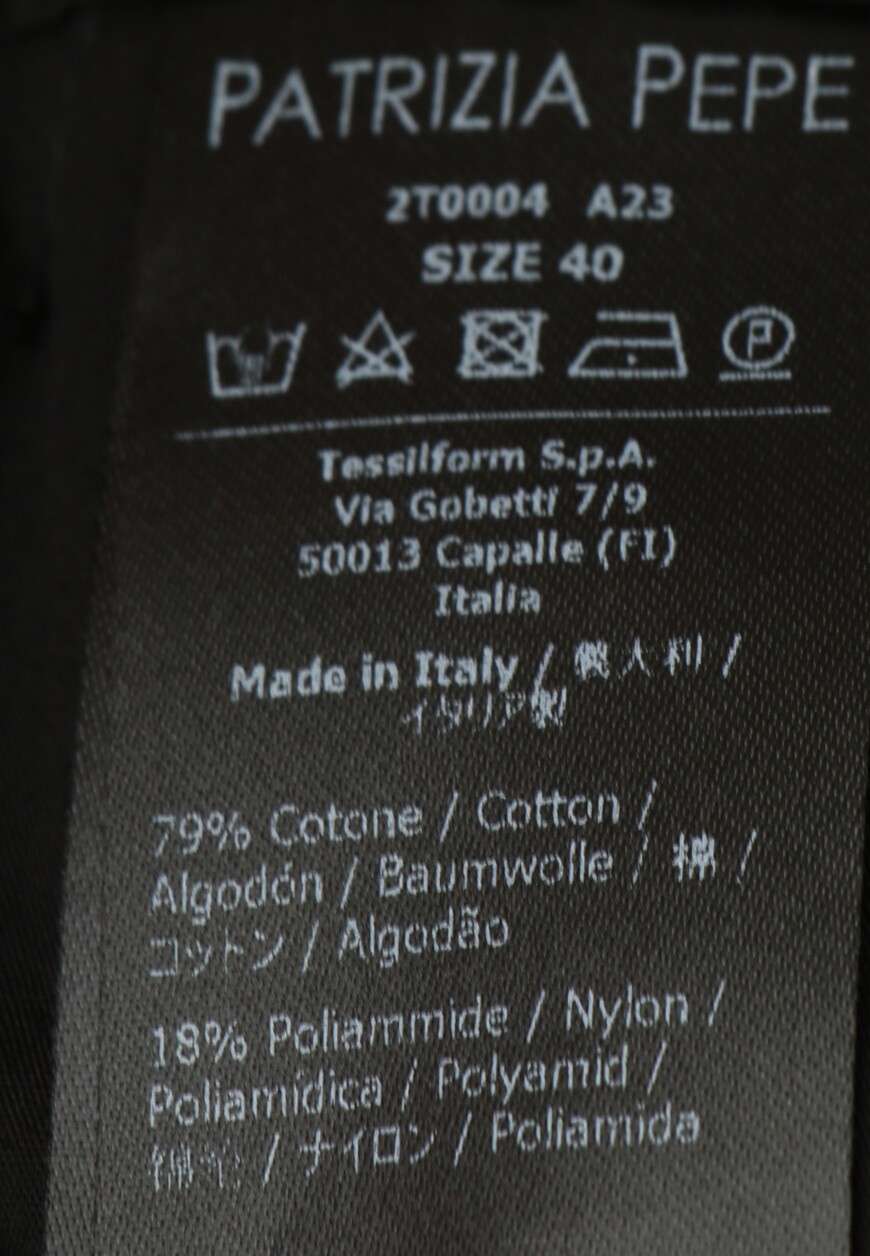 PATRIZIA PEPE
2T0004 A23
SIZE 40
P
Tessilform S.p.A.
Via Gobetti 7/9
50013 Capalle (FI)
Italia
Made in Italy / 義大利 /
イタリア製
79% Cotone / Cotton /
Algodón / Baumwolle / 棉 /
コットン / Algodão
18% Poliammide / Nylon /
Poliamídica / Polyamid /
/ ナイロン / Poliamida